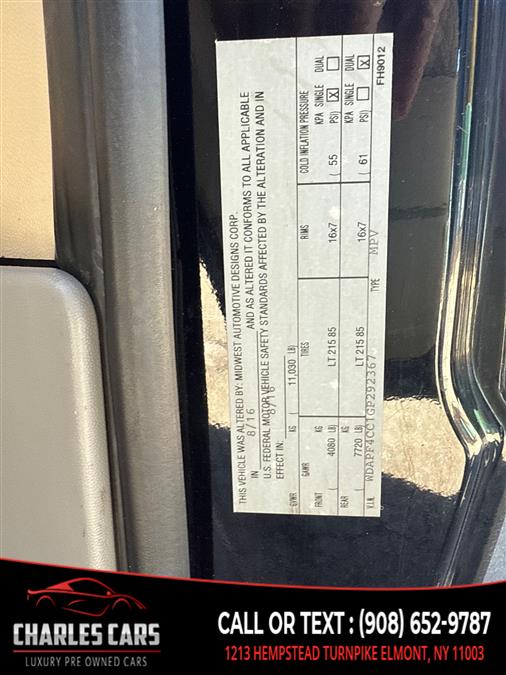 THIS VEHICLE WAS ALTERED BY: MIDWEST AUTOMOTIVE DESIGNS CORP.
IN 8/16 AND AS ALTERED IT CONFORMS TO ALL APPLICABLE
U.S. FEDERAL MOTOR VEHICLE SAFETY STANDARDS AFFECTED BY THE ALTERATION AND IN
EFFECT IN: 8/16
GVWR KG ( 11,030 LB)
GAWR TIRES RIMS COLD INFLATION PRESSURE
FRONT KG KPA SINGLE DUAL
( 4080 LB) LT 215 85 16x7 ( 55 PSI) X
REAR KG KPA SINGLE DUAL
( 7720 LB) LT 215 85 16x7 ( 61 PSI) X
V.I.N. WDAPF4CC1GP292367 TYPE MPV FH9012
CHARLES CARS
LUXURY PRE OWNED CARS
CALL OR TEXT : (908) 652-9787
1213 HEMPSTEAD TURNPIKE ELMONT, NY 11003